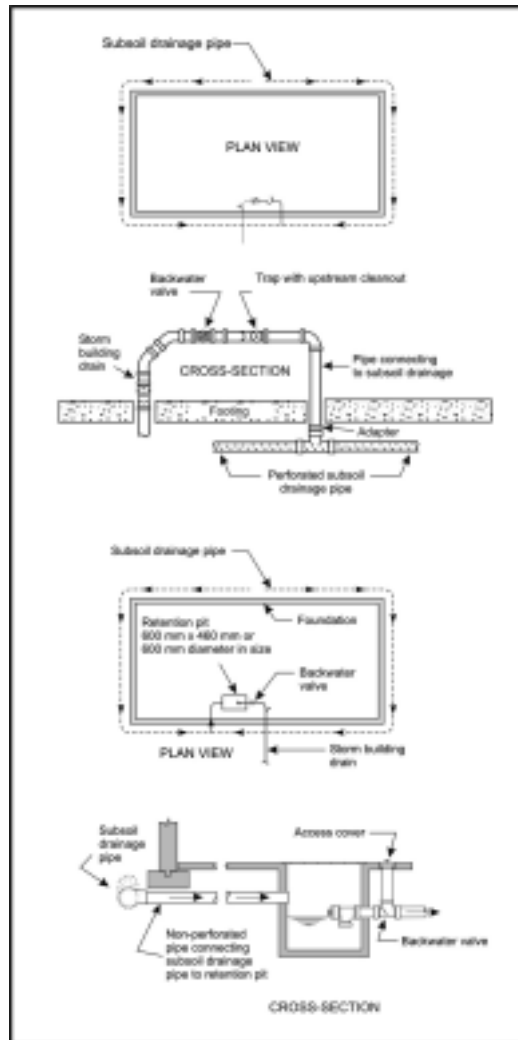 Subsoil drainage pipe
PLAN VIEW
Backwater
valve
Trap with upstream cleanout
Storm
building
drain
CROSS-SECTION
Pipe connecting
to subsoil drainage
Footing
Adapter
Perforated subsoil
drainage pipe
Subsoil drainage pipe
Retention pit
600 mm x 460 mm or
600 mm diameter in size
Foundation
Backwater
valve
PLAN VIEW
Storm building
drain
Subsoil
drainage
pipe
Access cover
Non-perforated
pipe connecting
subsoil drainage
pipe to retention pit
Backwater valve
CROSS-SECTION